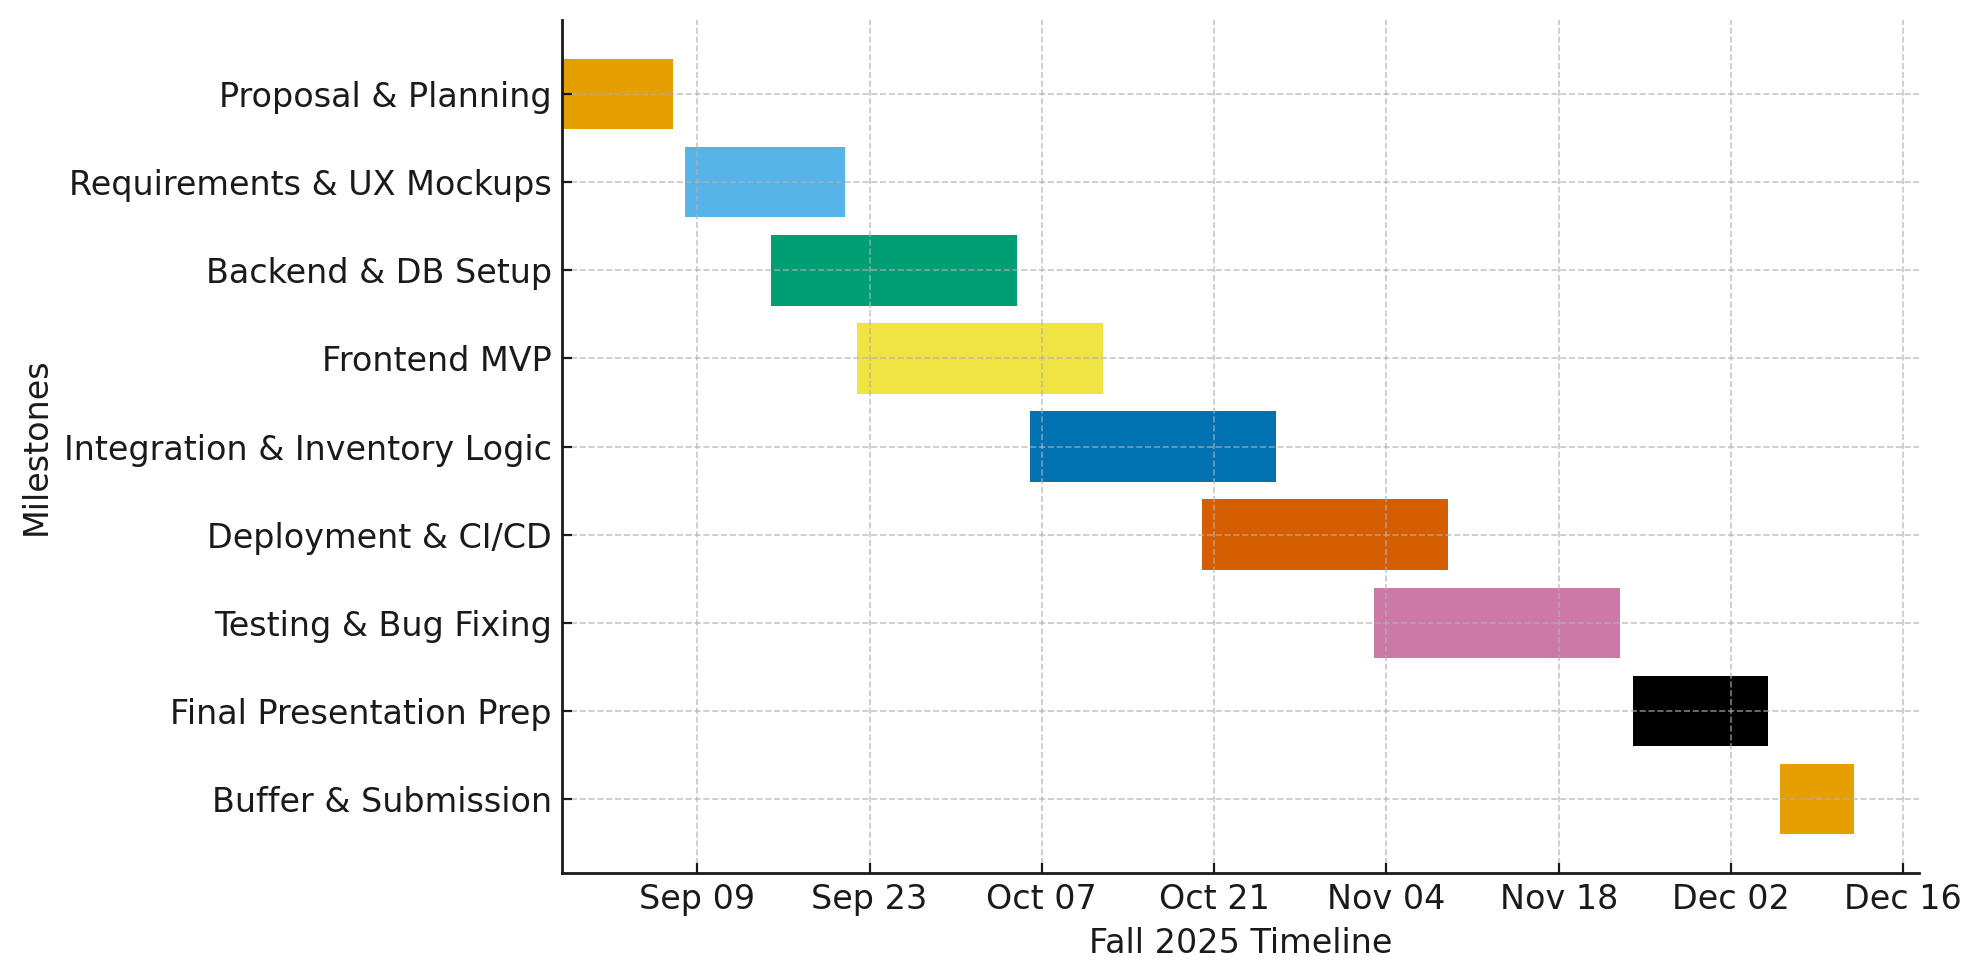 Milestones
Proposal & Planning
Requirements & UX Mockups
Backend & DB Setup
Frontend MVP
Integration & Inventory Logic
Deployment & CI/CD
Testing & Bug Fixing
Final Presentation Prep
Buffer & Submission
Sep 09 Sep 23 Oct 07 Oct 21 Nov 04 Nov 18 Dec 02 Dec 16
Fall 2025 Timeline